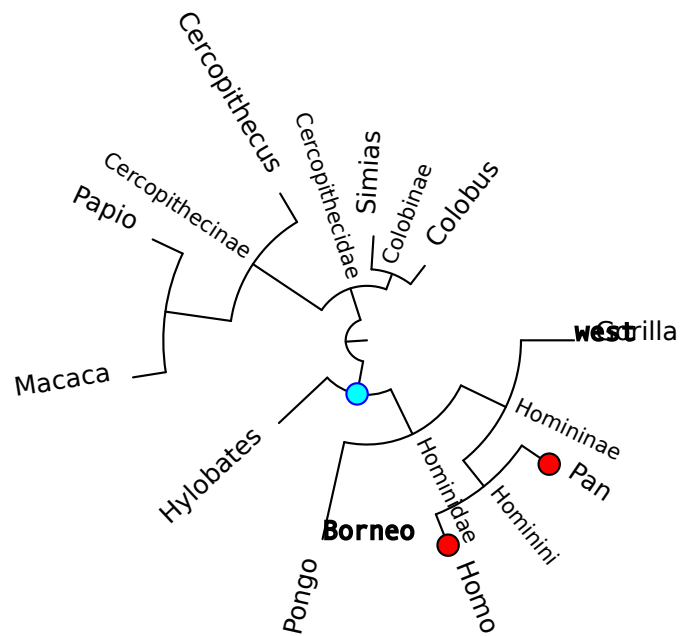 Cercopithecus
Cercopithecidae
Simias
Colobinae
Colobus
Cercopithecinae
Papio
Macaca
west
Gorilla
Homininae
Hylobates
Hominidae
Pan
Hominini
Borneo
Pongo
Homo